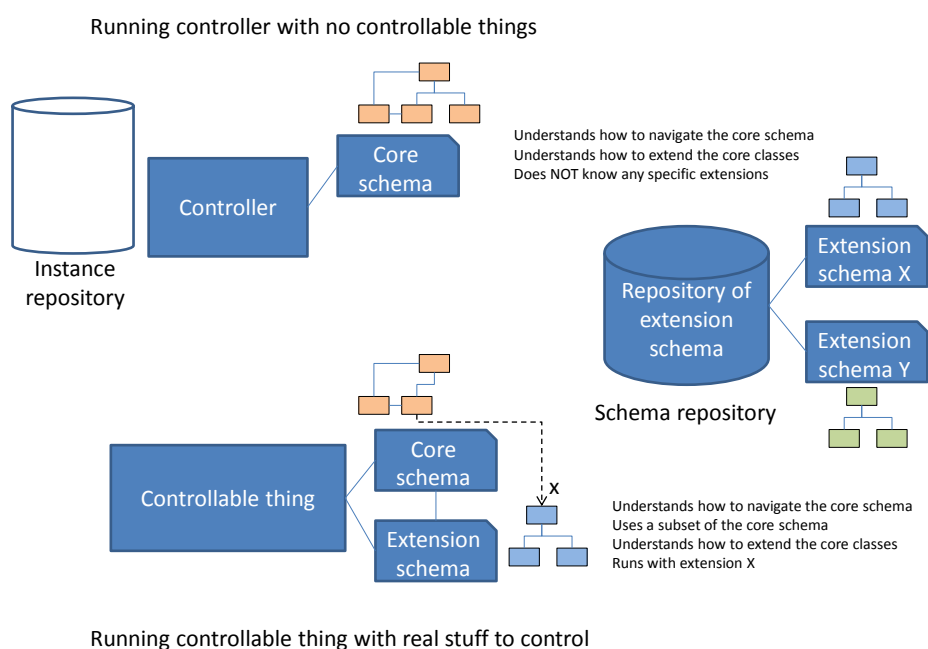 Running controller with no controllable things
Core
schema
Controller
Instance
repository
Understands how to navigate the core schema
Understands how to extend the core classes
Does NOT know any specific extensions
Extension
schema X
Repository of
extension
schema
Extension
schema Y
Schema repository
Controllable thing
Core
schema
Extension
schema
X
Understands how to navigate the core schema
Uses a subset of the core schema
Understands how to extend the core classes
Runs with extension X
Running controllable thing with real stuff to control